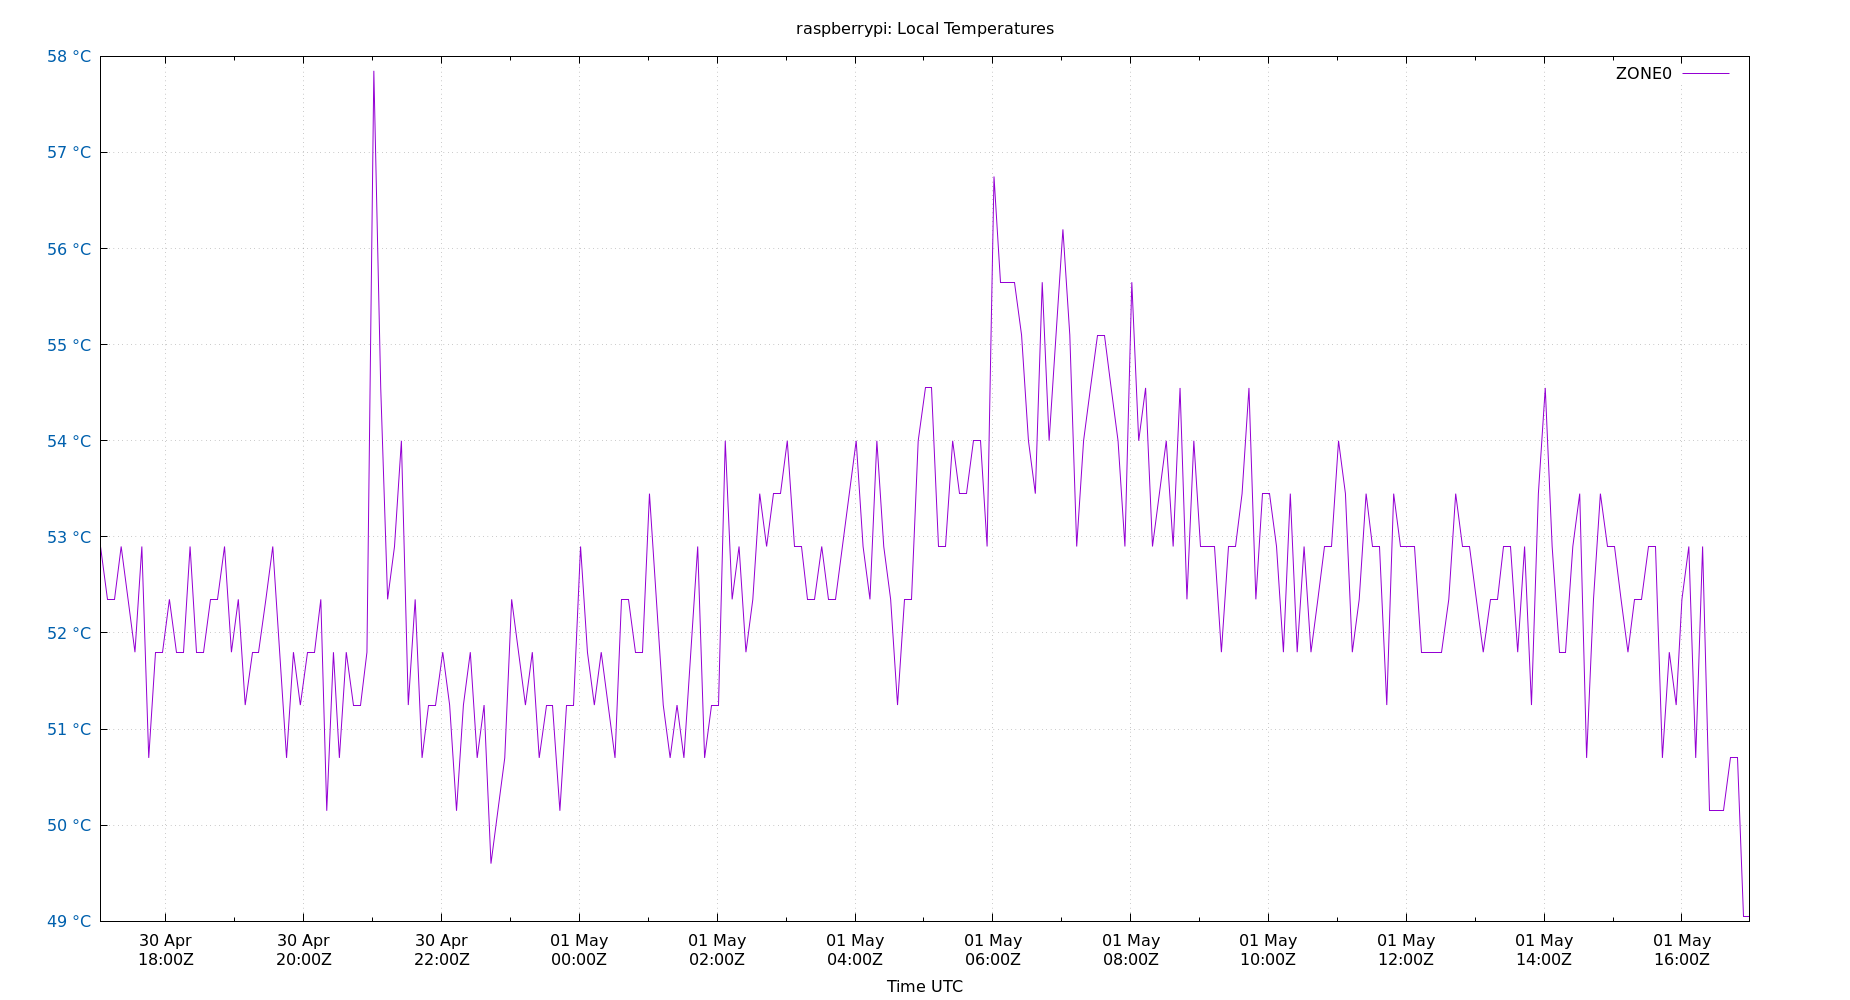 raspberrypi: Local Temperatures
ZONE0
58 °C
57 °C
56 °C
55 °C
54 °C
53 °C
52 °C
51 °C
50 °C
49 °C
30 Apr 30 Apr 30 Apr 01 May 01 May 01 May 01 May 01 May 01 May 01 May 01 May 01 May
18:00Z 20:00Z 22:00Z 00:00Z 02:00Z 04:00Z 06:00Z 08:00Z 10:00Z 12:00Z 14:00Z 16:00Z
Time UTC